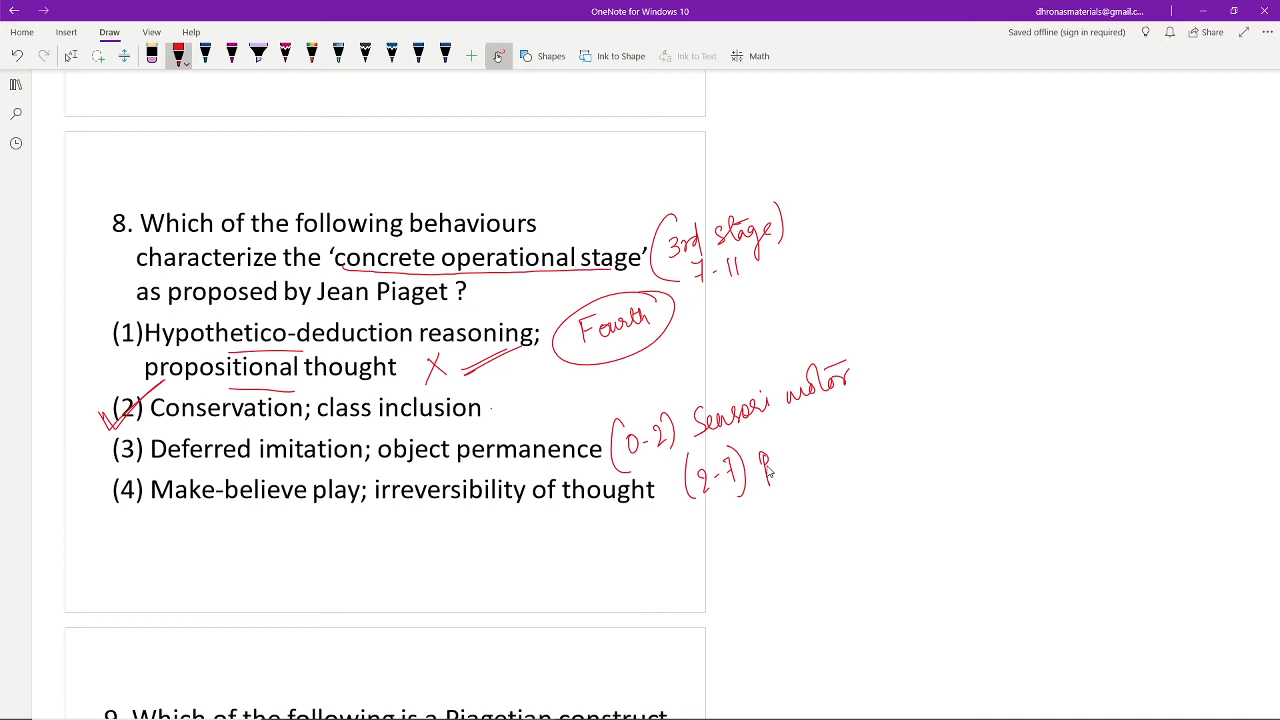 OneNote for Windows 10
dhronasmaterials@gmail.c...
Home Insert Draw View Help
Saved offline (sign in required) Share
Shapes Ink to Shape Ink to Text Math
8. Which of the following behaviours
characterize the ‘concrete operational stage’
as proposed by Jean Piaget ?
(3rd stage)
7-11
(1)Hypothetico-deduction reasoning;
propositional thought X
Fourth
(2) Conservation; class inclusion
(3) Deferred imitation; object permanence (0-2) Sensori motor
(4) Make-believe play; irreversibility of thought (2-7) P
9. Which of the following is a Piagetian construct